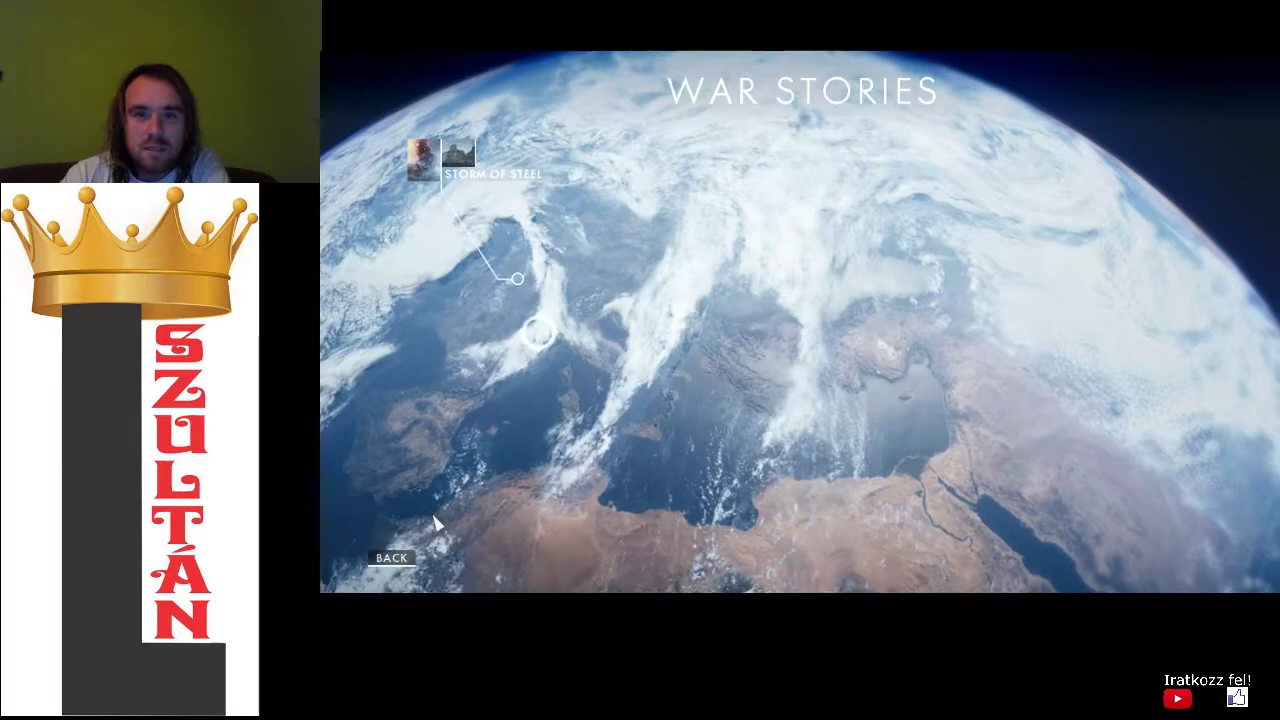 WAR STORIES
STORM OF STEEL
BACK
L SZULTÁN
Iratkozz fel!